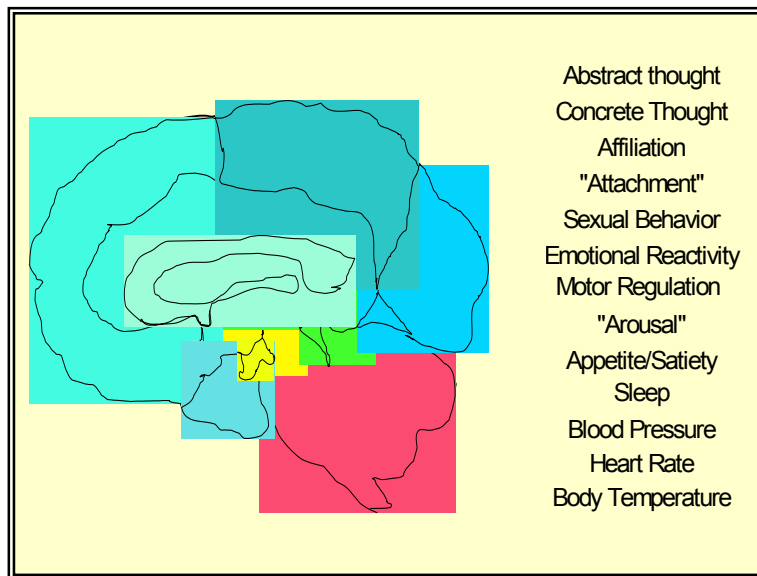 Abstract thought
Concrete Thought
Affiliation
"Attachment"
Sexual Behavior
Emotional Reactivity
Motor Regulation
"Arousal"
Appetite/Satiety
Sleep
Blood Pressure
Heart Rate
Body Temperature